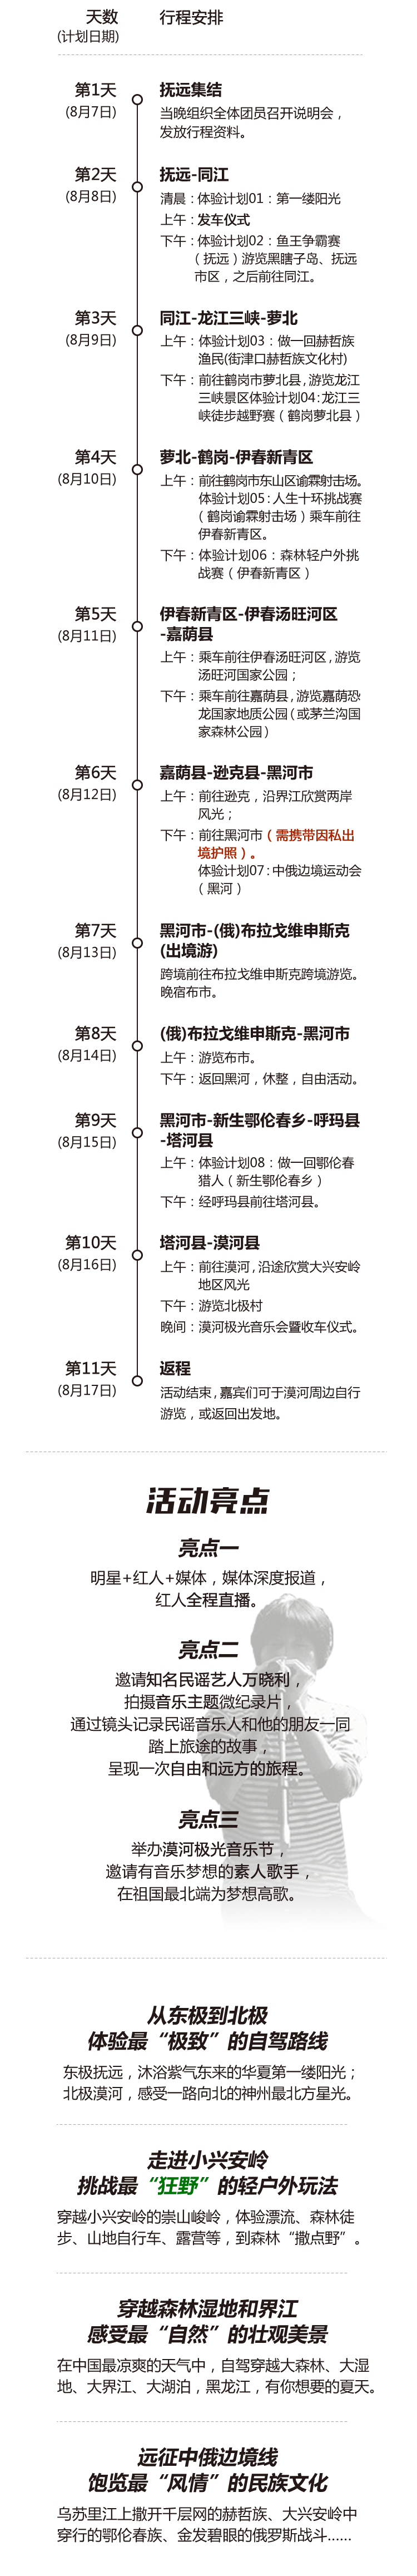 天数 行程安排
(计划日期)
第1天 抚远集结
(8月7日) 当晚组织全体团员召开说明会，
发放行程资料。
第2天 抚远-同江
(8月8日) 清晨：体验计划01：第一缕阳光
上午：发车仪式
下午：体验计划02：鱼王争霸赛
（抚远）游览黑瞎子岛、抚远
市区，之后前往同江。
第3天 同江-龙江三峡-萝北
(8月9日) 上午：体验计划03：做一回赫哲族
渔民(街津口赫哲族文化村)
下午：前往鹤岗市萝北县，游览龙江
三峡景区体验计划04：龙江三
峡徒步越野赛（鹤岗萝北县）
第4天 萝北-鹤岗-伊春新青区
(8月10日) 上午：前往鹤岗市东山区谕霖射击场。
体验计划05：人生十环挑战赛
（鹤岗谕霖射击场）乘车前往
伊春新青区。
下午：体验计划06：森林轻户外挑
战赛（伊春新青区）
第5天 伊春新青区-伊春汤旺河区
-嘉荫县
(8月11日) 上午：乘车前往伊春汤旺河区，游览
汤旺河国家公园；
下午：乘车前往嘉荫县，游览嘉荫恐
龙国家地质公园（或茅兰沟国
家森林公园）
第6天 嘉荫县-逊克县-黑河市
(8月12日) 上午：前往逊克，沿界江欣赏两岸
风光；
下午：前往黑河市（需携带因私出
境护照）。
体验计划07：中俄边境运动会
（黑河）
第7天 黑河市-(俄)布拉戈维申斯克
(8月13日) (出境游)
跨境前往布拉戈维申斯克跨境游览。
晚宿布市。
第8天 (俄)布拉戈维申斯克-黑河市
(8月14日) 上午：游览布市。
下午：返回黑河，休整，自由活动。
第9天 黑河市-新生鄂伦春乡-呼玛县
(8月15日) -塔河县
上午：体验计划08：做一回鄂伦春
猎人（新生鄂伦春乡）
下午：经呼玛县前往塔河县。
第10天 塔河县-漠河县
(8月16日) 上午：前往漠河，沿途欣赏大兴安岭
地区风光
下午：游览北极村
晚间：漠河极光音乐会暨收车仪式。
第11天 返程
(8月17日) 活动结束，嘉宾们可于漠河周边自行
游览，或返回出发地。
活动亮点
亮点一
明星+红人+媒体，媒体深度报道，
红人全程直播。
亮点二
邀请知名民谣艺人万晓利，
拍摄音乐主题微纪录片，
通过镜头记录民谣音乐人和他的朋友一同
踏上旅途的故事，
呈现一次自由和远方的旅程。
亮点三
举办漠河极光音乐节，
邀请有音乐梦想的素人歌手，
在祖国最北端为梦想高歌。
从东极到北极
体验最“极致”的自驾路线
东极抚远，沐浴紫气东来的华夏第一缕阳光；
北极漠河，感受一路向北的神州最北方星光。
走进小兴安岭
挑战最“狂野”的轻户外玩法
穿越小兴安岭的崇山峻岭，体验漂流、森林徒
步、山地自行车、露营等，到森林“撒点野”。
穿越森林湿地和界江
感受最“自然”的壮观美景
在中国最凉爽的天气中，自驾穿越大森林、大湿
地、大界江、大湖泊，黑龙江，有你想要的夏天。
远征中俄边境线
饱览最“风情”的民族文化
乌苏里江上撒开千层网的赫哲族、大兴安岭中
穿行的鄂伦春族、金发碧眼的俄罗斯战斗……